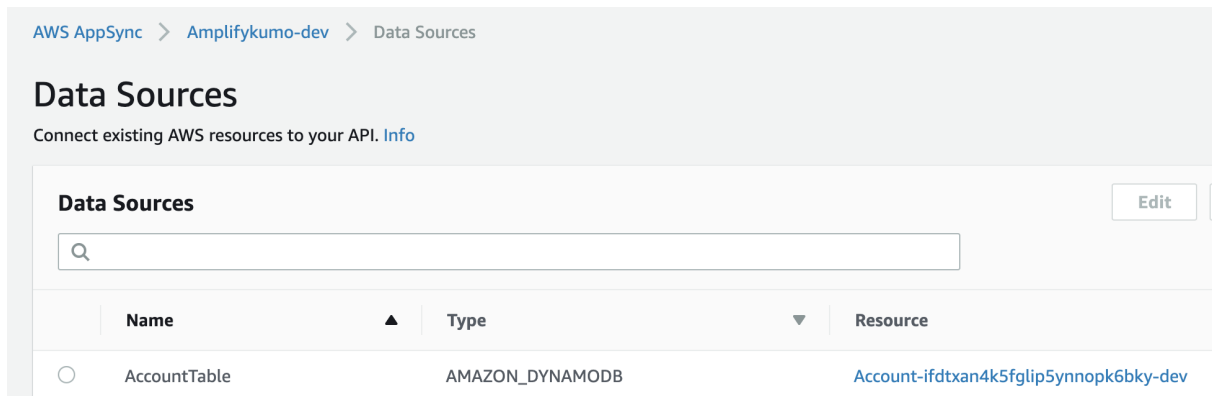 AWS AppSync > Amplifykumo-dev > Data Sources
Data Sources
Connect existing AWS resources to your API. Info
Data Sources
Edit
Name Type Resource
AccountTable AMAZON_DYNAMODB Account-ifdtxan4k5fglip5ynnopk6bky-dev